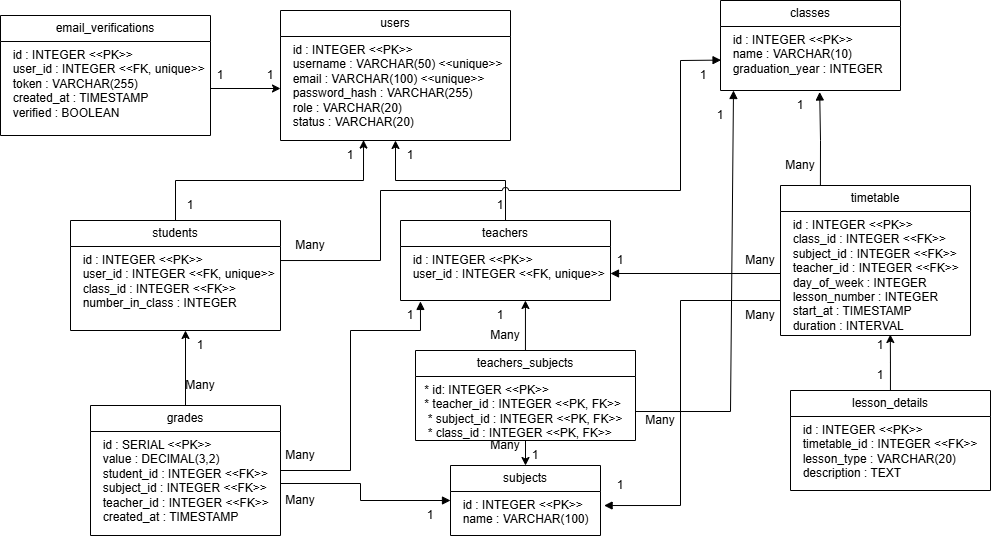 email_verifications
id : INTEGER <<PK>>
user_id : INTEGER <<FK, unique>>
token : VARCHAR(255)
created_at : TIMESTAMP
verified : BOOLEAN
1
1
users
id : INTEGER <<PK>>
username : VARCHAR(50) <<unique>>
email : VARCHAR(100) <<unique>>
password_hash : VARCHAR(255)
role : VARCHAR(20)
status : VARCHAR(20)
classes
id : INTEGER <<PK>>
name : VARCHAR(10)
graduation_year : INTEGER
1
1
1
1
1
Many
1
1
students
id : INTEGER <<PK>>
user_id : INTEGER <<FK, unique>>
class_id : INTEGER <<FK>>
number_in_class : INTEGER
Many
teachers
id : INTEGER <<PK>>
user_id : INTEGER <<FK, unique>>
1
Many
timetable
id : INTEGER <<PK>>
class_id : INTEGER <<FK>>
subject_id : INTEGER <<FK>>
teacher_id : INTEGER <<FK>>
day_of_week : INTEGER
lesson_number : INTEGER
start_at : TIMESTAMP
duration : INTERVAL
Many
1
1
1
Many
1
Many
teachers_subjects
* id: INTEGER <<PK>>
* teacher_id : INTEGER <<PK, FK>>
* subject_id : INTEGER <<PK, FK>>
* class_id : INTEGER <<PK, FK>>
Many
Many
1
1
1
lesson_details
id : INTEGER <<PK>>
timetable_id : INTEGER <<FK>>
lesson_type : VARCHAR(20)
description : TEXT
grades
id : SERIAL <<PK>>
value : DECIMAL(3,2)
student_id : INTEGER <<FK>>
subject_id : INTEGER <<FK>>
teacher_id : INTEGER <<FK>>
created_at : TIMESTAMP
Many
Many
1
subjects
id : INTEGER <<PK>>
name : VARCHAR(100)